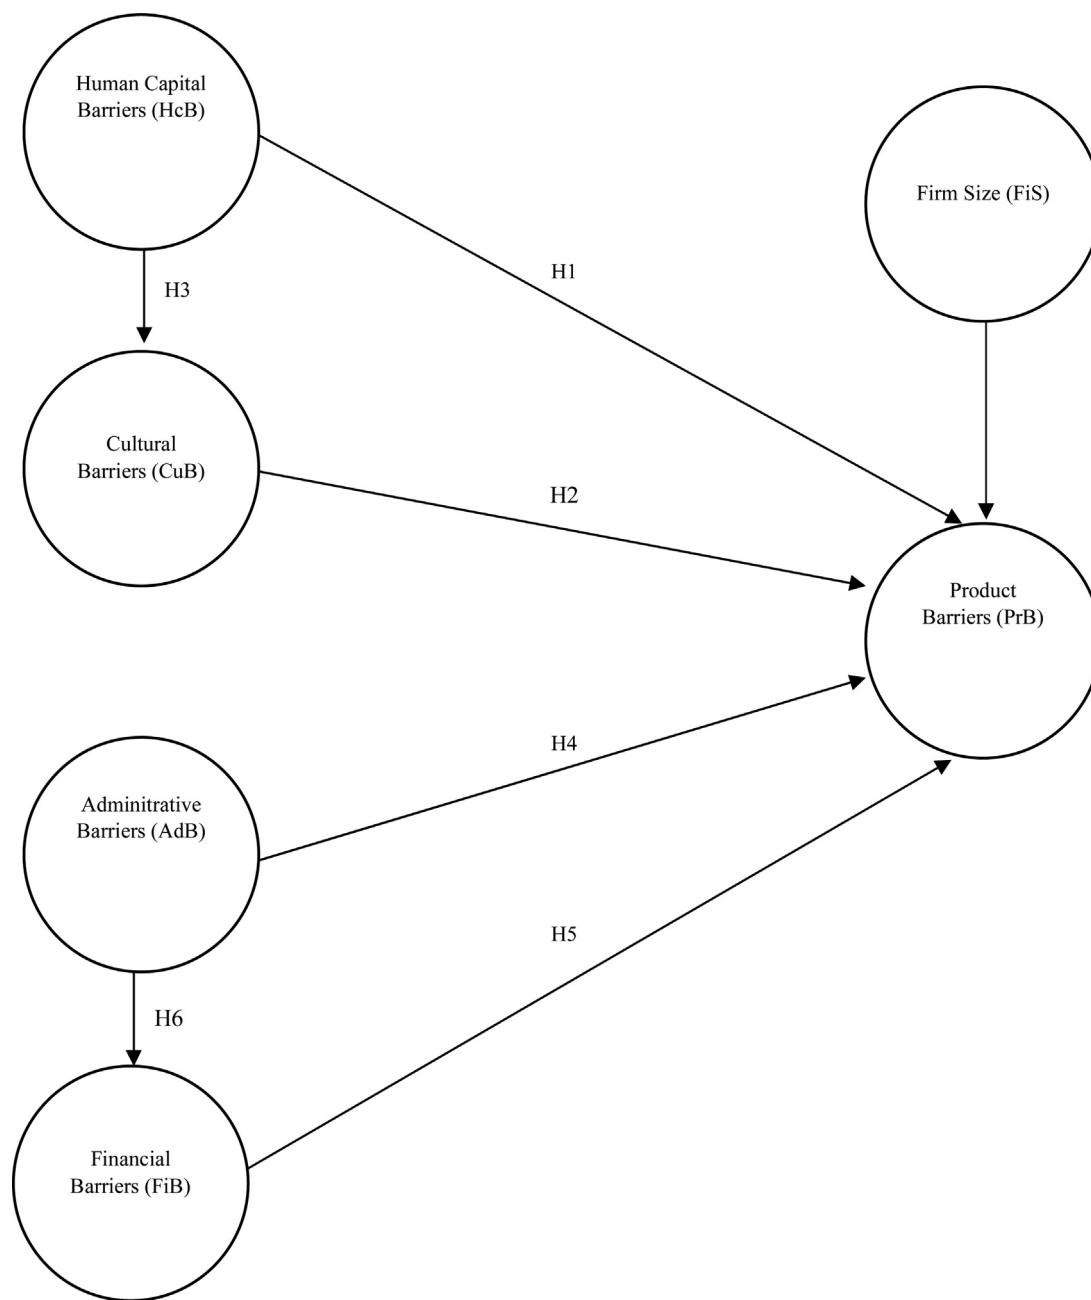 Human Capital
Barriers (HcB)
Firm Size (FiS)
H1
H3
Cultural
Barriers (CuB)
H2
Product
Barriers (PrB)
H4
Adminitrative
Barriers (AdB)
H5
H6
Financial
Barriers (FiB)